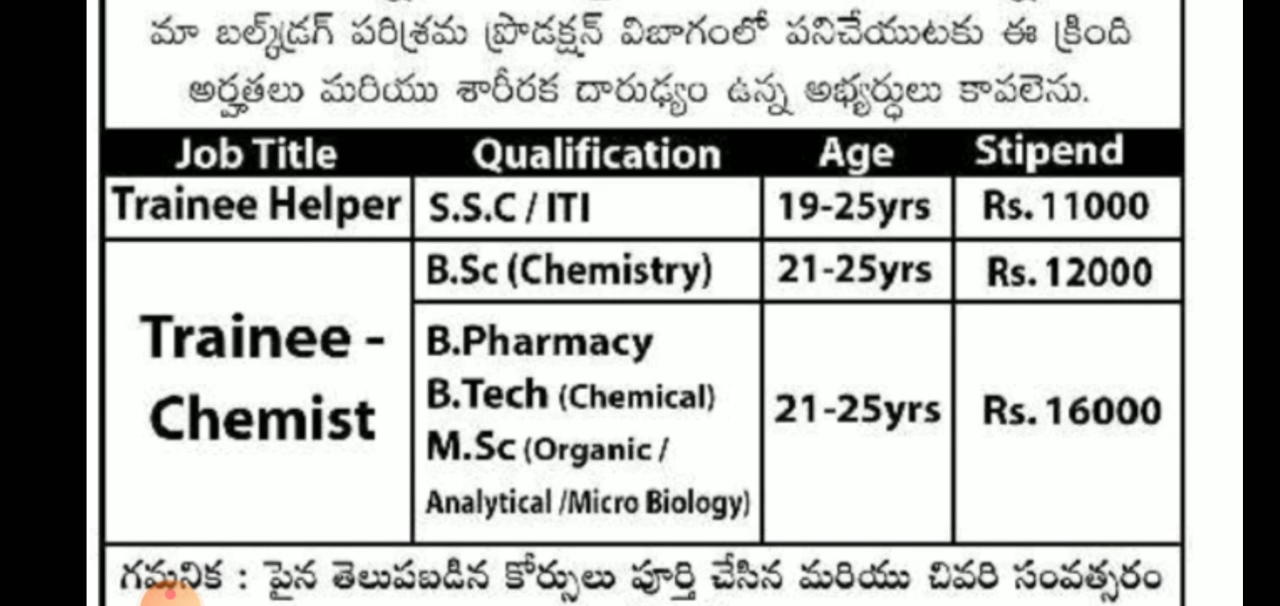 మా బల్క్‌డ్రగ్ పరిశ్రమ ప్రొడక్షన్ విభాగంలో పనిచేయుటకు ఈ క్రింది
అర్హతలు మరియు శారీరక దారుఢ్యం ఉన్న అభ్యర్థులు కావలెను.
Job Title Qualification Age Stipend
Trainee Helper S.S.C / ITI 19-25yrs Rs. 11000
B.Sc (Chemistry) 21-25yrs Rs. 12000
Trainee -
Chemist
B.Pharmacy
B.Tech (Chemical)
M.Sc (Organic /
Analytical /Micro Biology)
21-25yrs Rs. 16000
గమనిక : పైన తెలుపబడిన కోర్సులు పూర్తి చేసిన మరియు చివరి సంవత్సరం